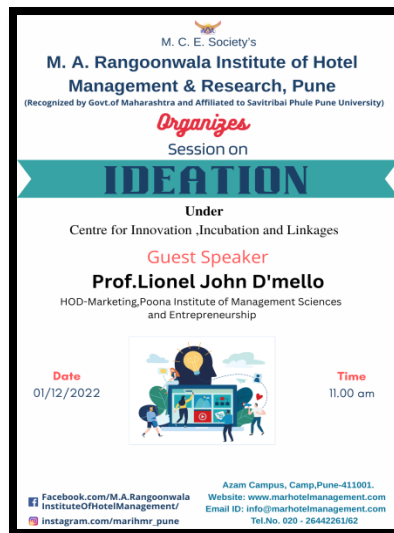 M. C. E. Society's
M. A. Rangoonwala Institute of Hotel
Management & Research, Pune
(Recognized by Govt.of Maharashtra and Affiliated to Savitribai Phule Pune University)
Organizes
Session on
IDEATION
Under
Centre for Innovation ,Incubation and Linkages
Guest Speaker
Prof.Lionel John D'mello
HOD-Marketing,Poona Institute of Management Sciences
and Entrepreneurship
Date
01/12/2022
Time
11.00 am
Facebook.com/M.A.Rangoonwala
InstituteOfHotelManagement/
instagram.com/marihmr_pune
Azam Campus, Camp,Pune-411001.
Website: www.marhotelmanagement.com
Email ID: info@marhotelmanagement.com
Tel.No. 020 - 26442261/62